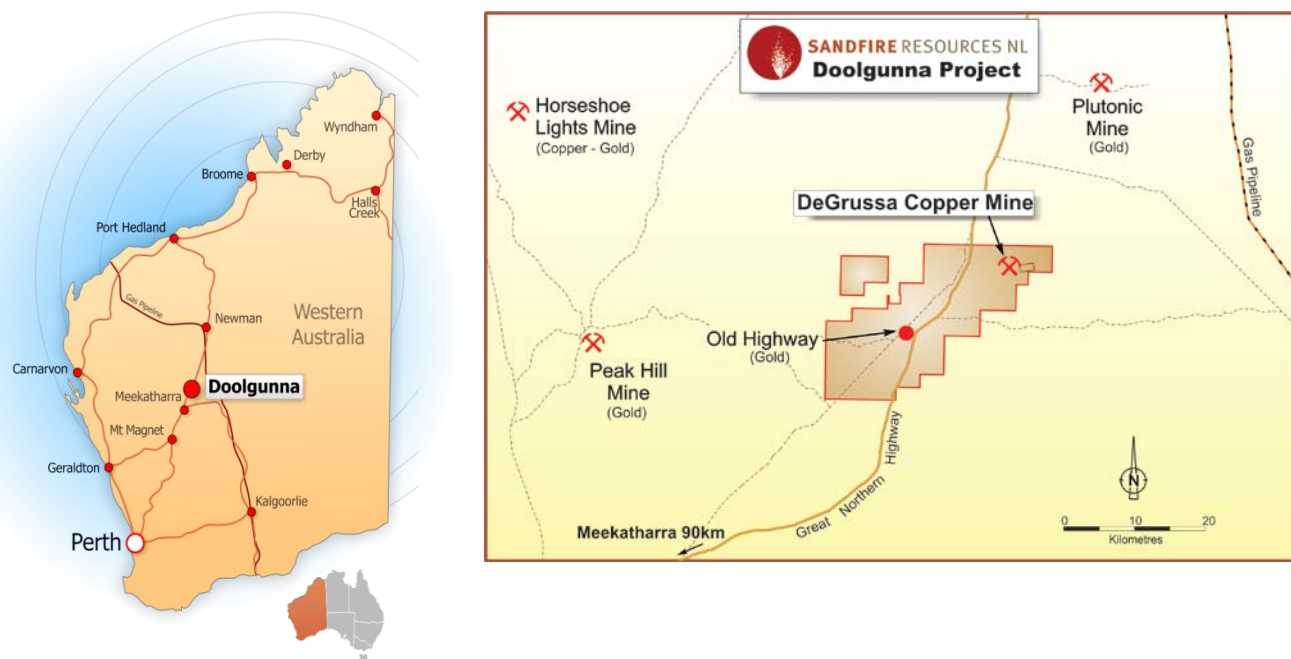 Wyndham
Derby
Broome
Halls
Creek
Port Hedland
Gas Pipeline
Newman
Western
Australia
Carnarvon
Doolgunna
Meekatharra
Mt Magnet
Geraldton
Kalgoorlie
Perth
SANDFIRE RESOURCES NL
Doolgunna Project
Horseshoe
Lights Mine
(Copper - Gold)
Plutonic
Mine
(Gold)
Gas Pipeline
DeGrussa Copper Mine
Old Highway
(Gold)
Peak Hill
Mine
(Gold)
Great Northern Highway
N
Meekatharra 90km
0 10 20
Kilometres